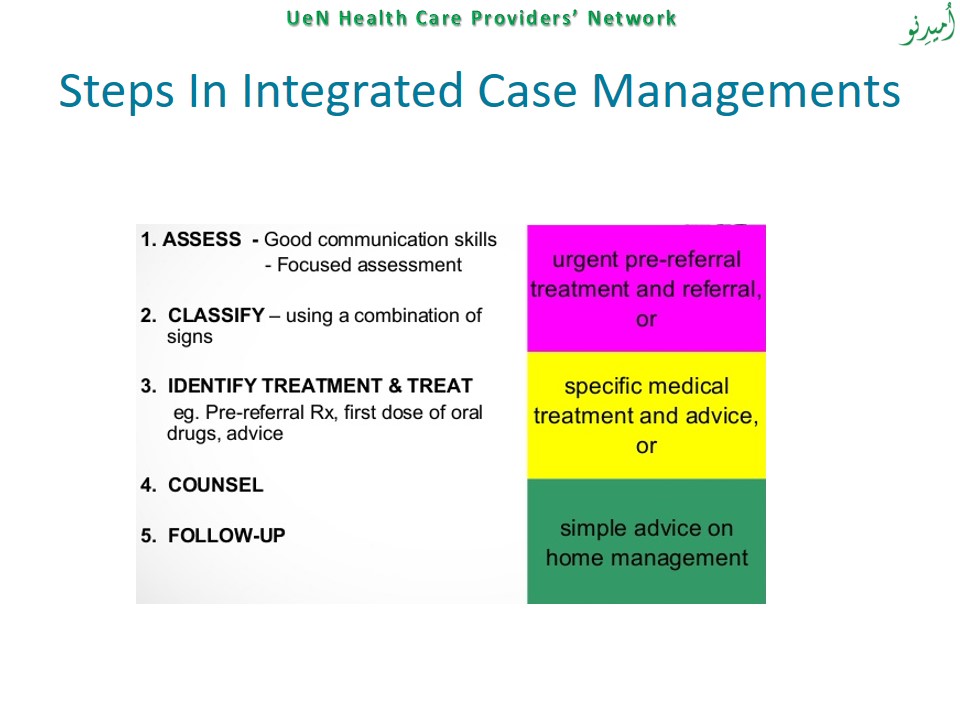 UeN Health Care Providers’ Network
اُميدِنو
Steps In Integrated Case Managements
1. ASSESS - Good communication skills
- Focused assessment
2. CLASSIFY – using a combination of
signs
3. IDENTIFY TREATMENT & TREAT
eg. Pre-referral Rx, first dose of oral
drugs, advice
4. COUNSEL
5. FOLLOW-UP
urgent pre-referral
treatment and referral,
or
specific medical
treatment and advice,
or
simple advice on
home management